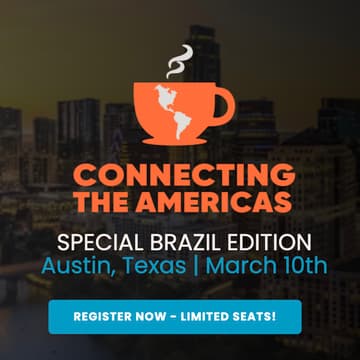 CONNECTING
THE AMERICAS
SPECIAL BRAZIL EDITION
Austin, Texas | March 10th
REGISTER NOW - LIMITED SEATS!